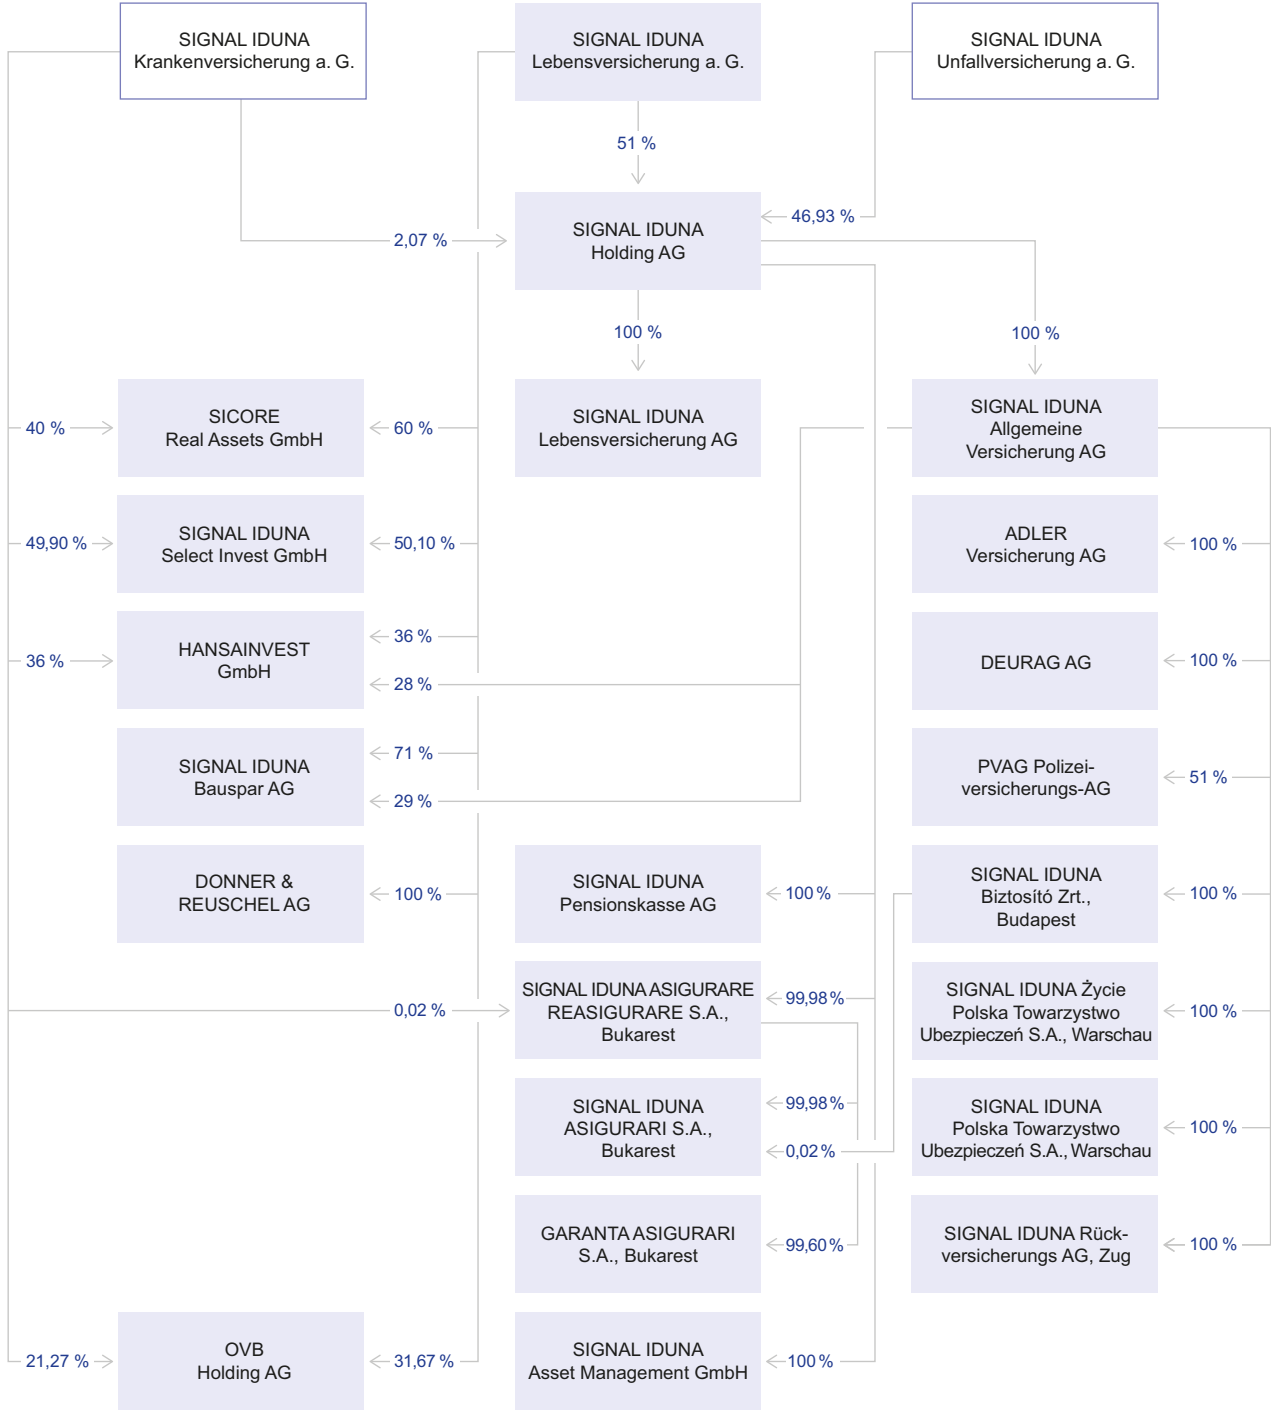 SIGNAL IDUNA
Krankenversicherung a. G.
SIGNAL IDUNA
Lebensversicherung a. G.
SIGNAL IDUNA
Unfallversicherung a. G.
51 %
SIGNAL IDUNA
Holding AG
46,93 %
2,07 %
100 %
100 %
40 %
SICORE
Real Assets GmbH
60 %
SIGNAL IDUNA
Lebensversicherung AG
SIGNAL IDUNA
Allgemeine
Versicherung AG
49,90 %
SIGNAL IDUNA
Select Invest GmbH
50,10 %
ADLER
Versicherung AG
100 %
36 %
HANSAINVEST
GmbH
36 %
28 %
DEURAG AG
100 %
SIGNAL IDUNA
Bauspar AG
71 %
29 %
PVAG Polizei-
versicherungs-AG
51 %
DONNER &
REUSCHEL AG
100 %
SIGNAL IDUNA
Pensionskasse AG
100 %
SIGNAL IDUNA
Biztosító Zrt.,
Budapest
100 %
0,02 %
SIGNAL IDUNA ASIGURARE
REASIGURARE S.A.,
Bukarest
99,98 %
SIGNAL IDUNA Życie
Polska Towarzystwo
Ubezpieczeń S.A., Warschau
100 %
SIGNAL IDUNA
ASIGURARI S.A.,
Bukarest
99,98 %
0,02 %
SIGNAL IDUNA
Polska Towarzystwo
Ubezpieczeń S.A., Warschau
100 %
GARANTA ASIGURARI
S.A., Bukarest
99,60 %
SIGNAL IDUNA Rück-
versicherungs AG, Zug
100 %
21,27 %
OVB
Holding AG
31,67 %
SIGNAL IDUNA
Asset Management GmbH
100 %